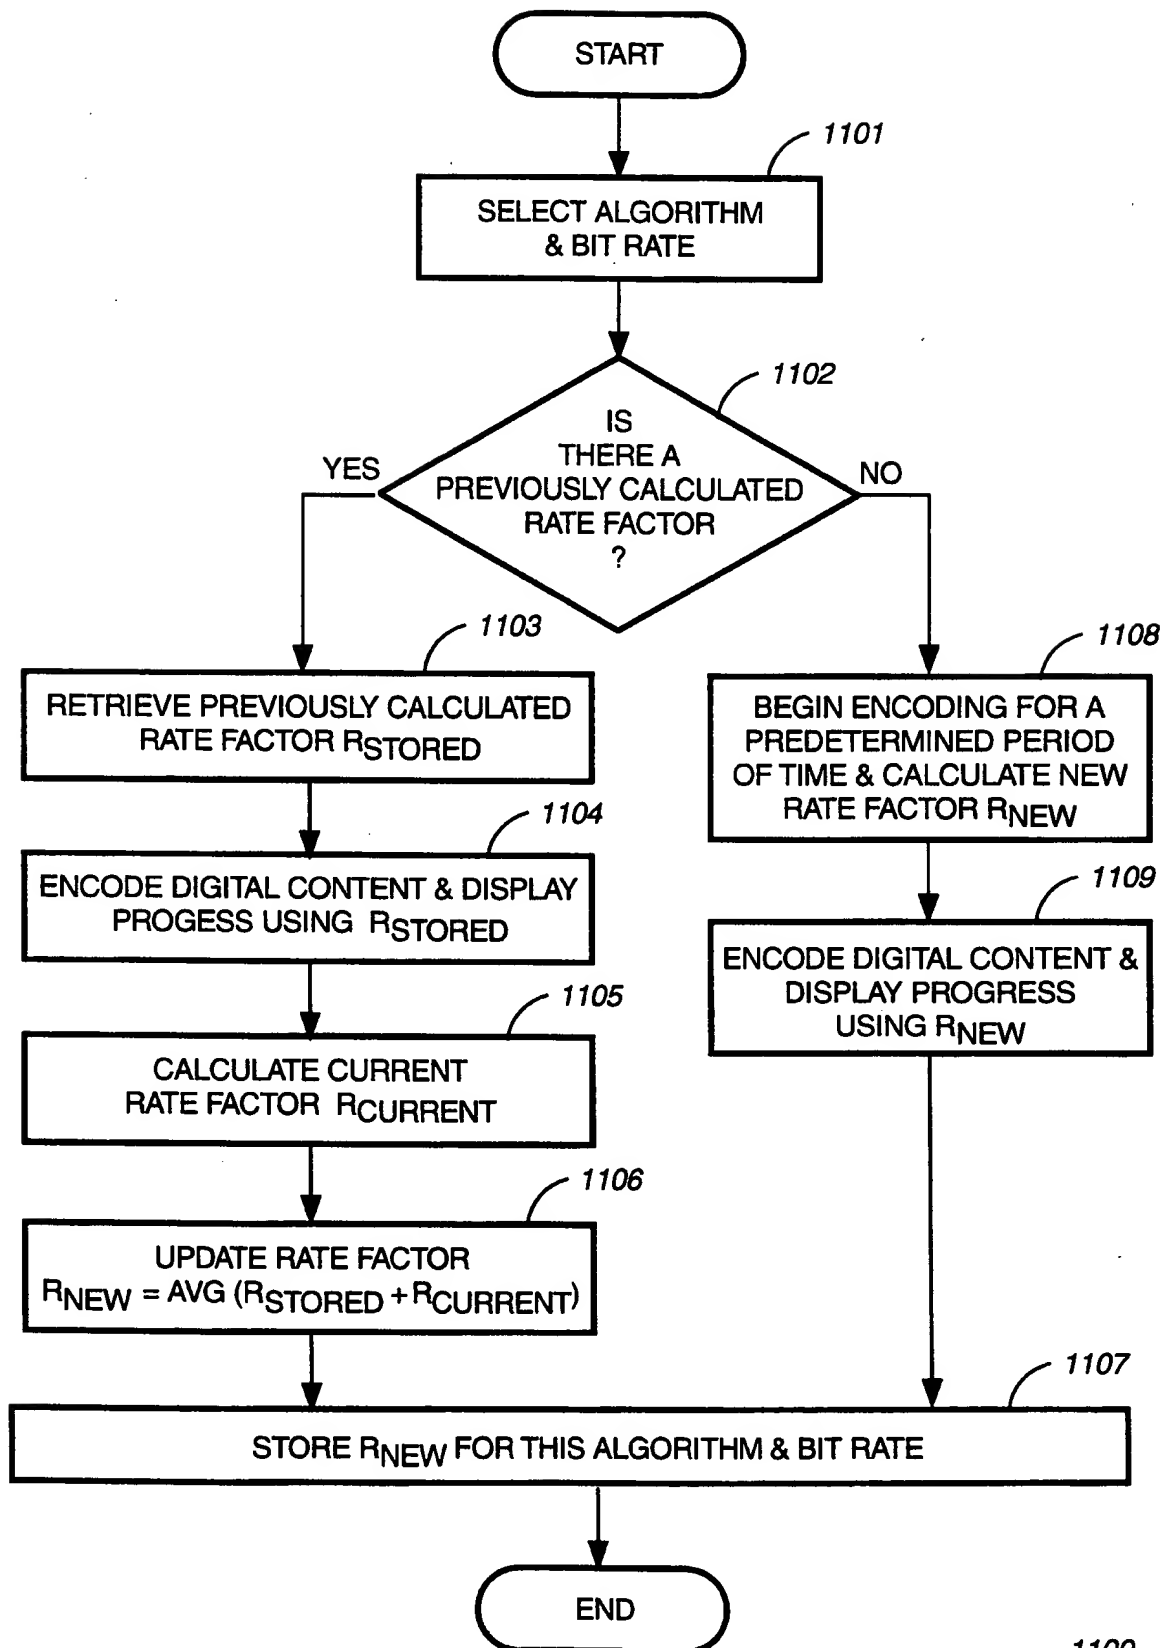 START
1101
SELECT ALGORITHM
& BIT RATE
1102
IS
THERE A
PREVIOUSLY CALCULATED
RATE FACTOR
?
YES
NO
1103
RETRIEVE PREVIOUSLY CALCULATED
RATE FACTOR RSTORED
1104
ENCODE DIGITAL CONTENT & DISPLAY
PROGESS USING RSTORED
1105
CALCULATE CURRENT
RATE FACTOR RCURRENT
1106
UPDATE RATE FACTOR
RNEW = AVG (RSTORED + RCURRENT)
1108
BEGIN ENCODING FOR A
PREDETERMINED PERIOD
OF TIME & CALCULATE NEW
RATE FACTOR RNEW
1109
ENCODE DIGITAL CONTENT &
DISPLAY PROGRESS
USING RNEW
1107
STORE RNEW FOR THIS ALGORITHM & BIT RATE
END